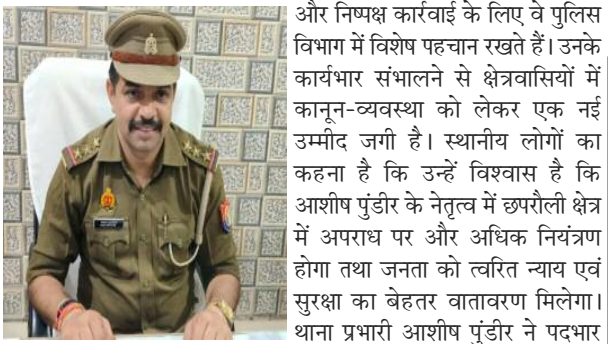 और निष्पक्ष कार्रवाई के लिए वे पुलिस
विभाग में विशेष पहचान रखते हैं। उनके
कार्यभार संभालने से क्षेत्रवासियों में
कानून-व्यवस्था को लेकर एक नई
उम्मीद जगी है। स्थानीय लोगों का
कहना है कि उन्हें विश्वास है कि
आशीष पुंडीर के नेतृत्व में छपरौली क्षेत्र
में अपराध पर और अधिक नियंत्रण
होगा तथा जनता को त्वरित न्याय एवं
सुरक्षा का बेहतर वातावरण मिलेगा।
थाना प्रभारी आशीष पुंडीर ने पदभार